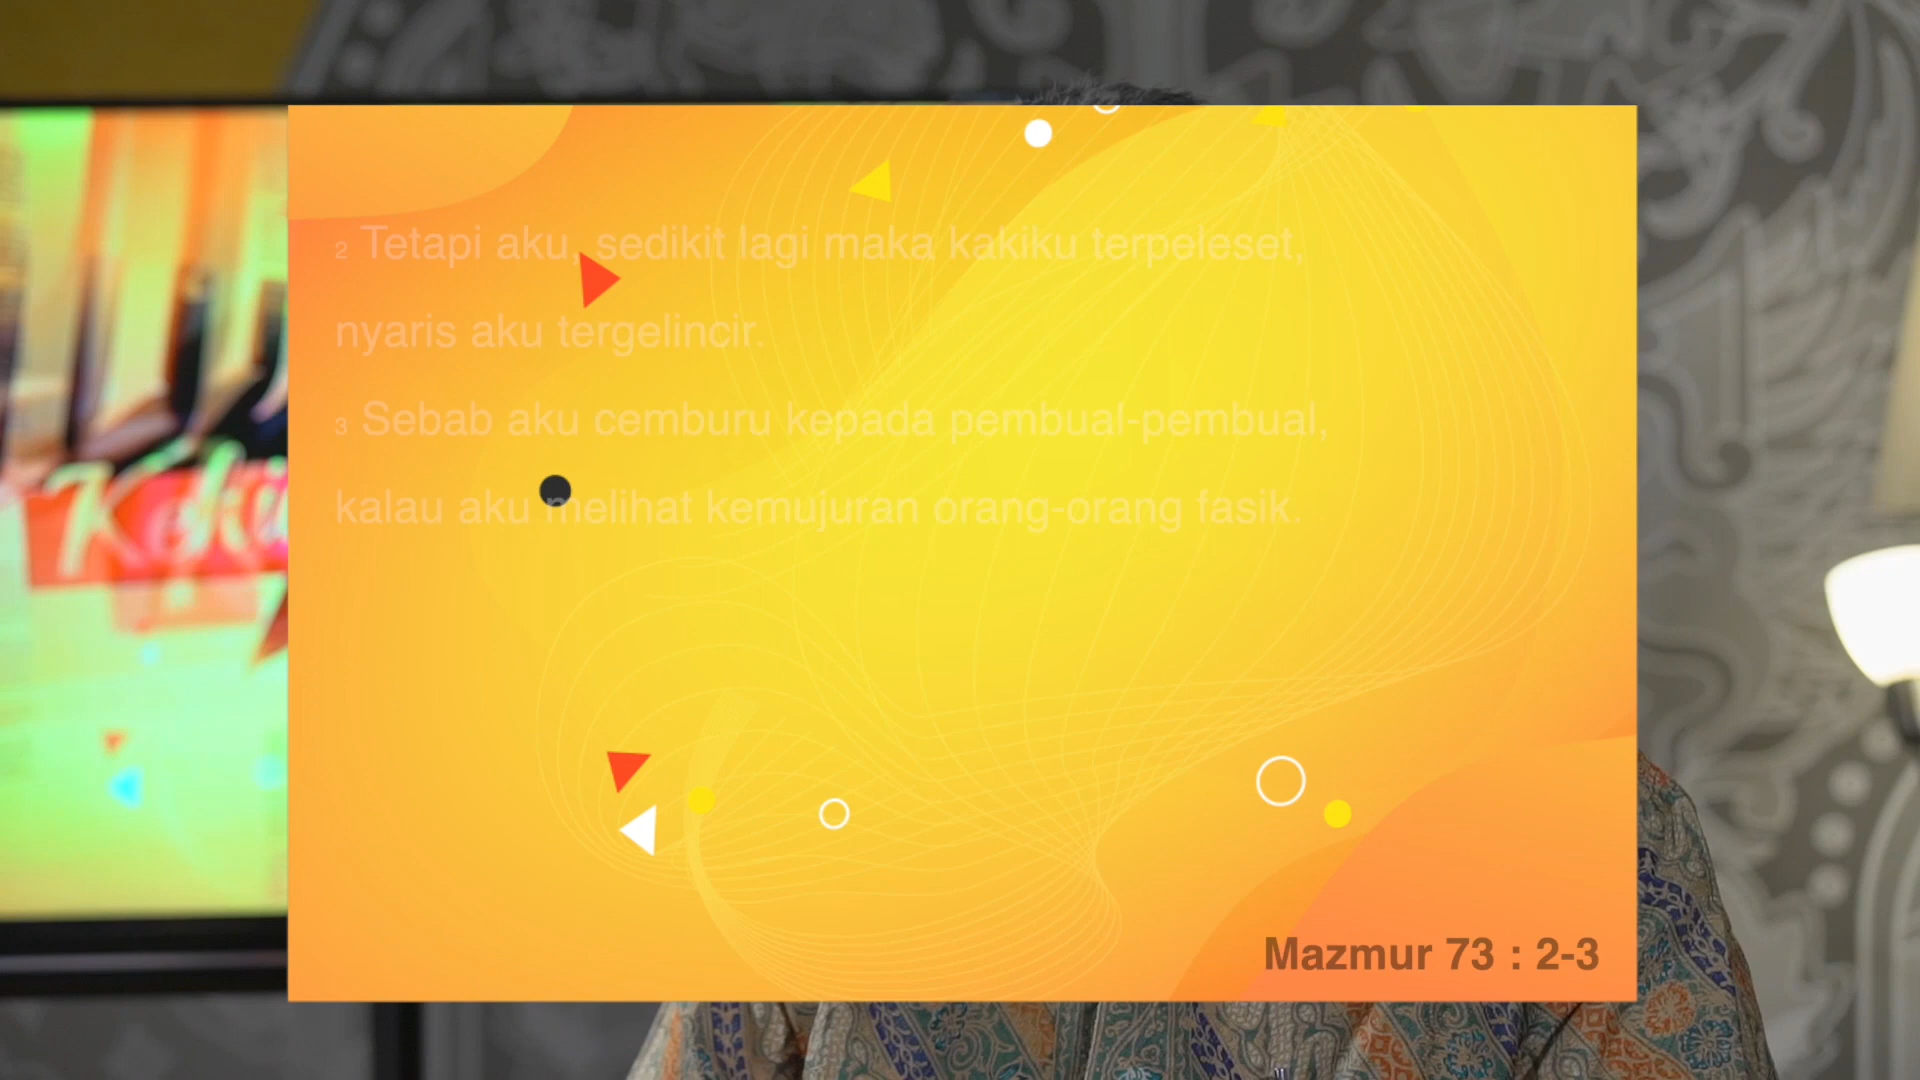 2 Tetapi aku, sedikit lagi maka kakiku terpeleset,
nyaris aku tergelincir.
3 Sebab aku cemburu kepada pembual-pembual,
kalau aku melihat kemujuran orang-orang fasik.
Mazmur 73 : 2-3